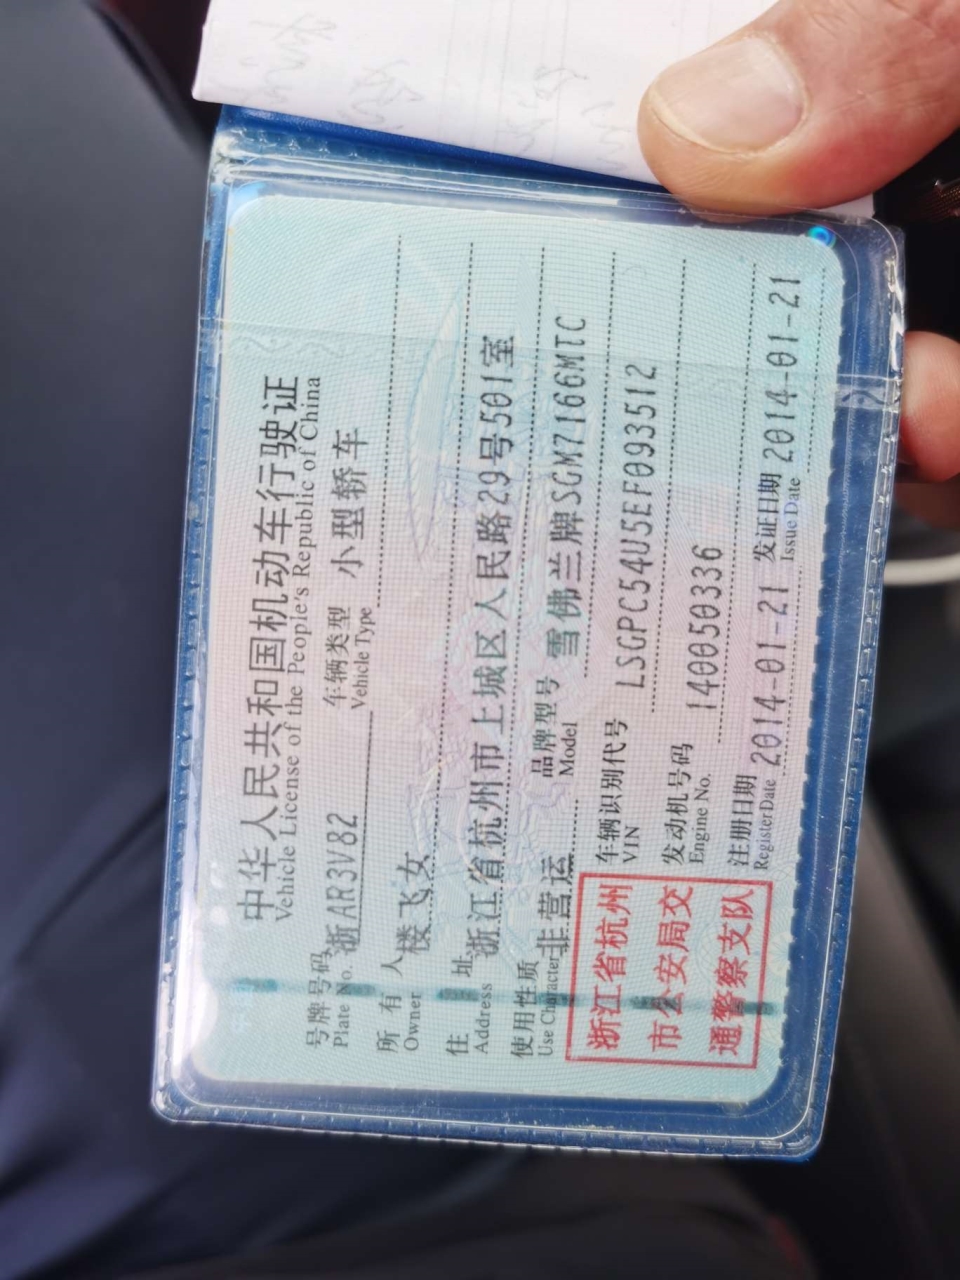 中华人民共和国机动车行驶证
Vehicle License of the People's Republic of China
号牌号码 浙AR3V82 车辆类型 小型轿车
Plate No. Vehicle Type
所有人 楼飞女
Owner
住址 浙江省杭州市上城区人民路29号501室
Address
使用性质 非营运 品牌型号 雪佛兰牌SGM7166MTC
Use Character Model
浙江省杭州
市公安局交
通警察支队
车辆识别代号 LSGPC54U5EF093512
VIN
发动机号码 140050336
Engine No.
注册日期 2014-01-21 发证日期 2014-01-21
Register Date Issue Date